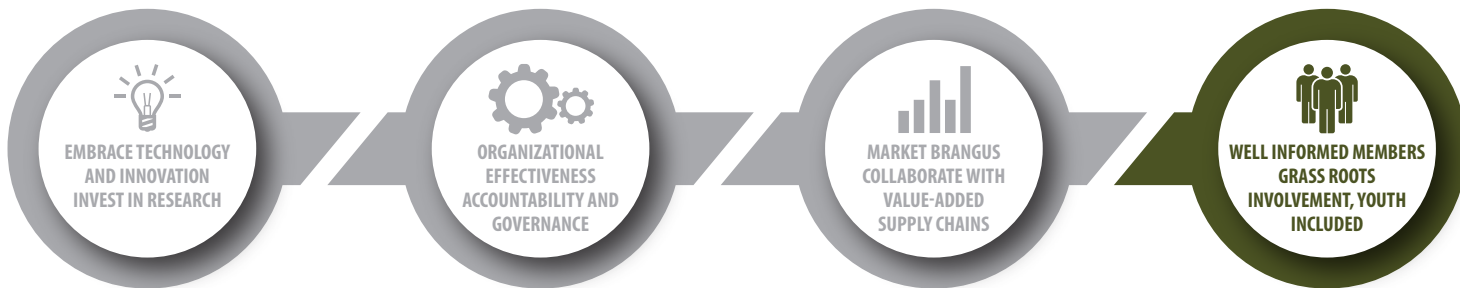 EMBRACE TECHNOLOGY
AND INNOVATION
INVEST IN RESEARCH
ORGANIZATIONAL
EFFECTIVENESS
ACCOUNTABILITY AND
GOVERNANCE
MARKET BRANGUS
COLLABORATE WITH
VALUE-ADDED
SUPPLY CHAINS
WELL INFORMED MEMBERS
GRASS ROOTS
INVOLVEMENT, YOUTH
INCLUDED